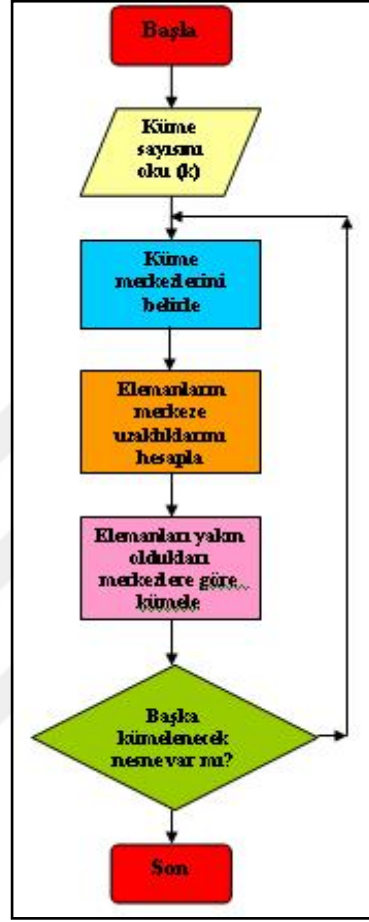 Başla
Küme
sayısını
oku (k)
Küme
merkezlerini
belirle
Elemanların
merkeze
uzaklıklarını
hesapla
Elemanları yakın
oldukları
merkezlere göre
kümele
Başka
kümelenecek
nesne var mı?
Son